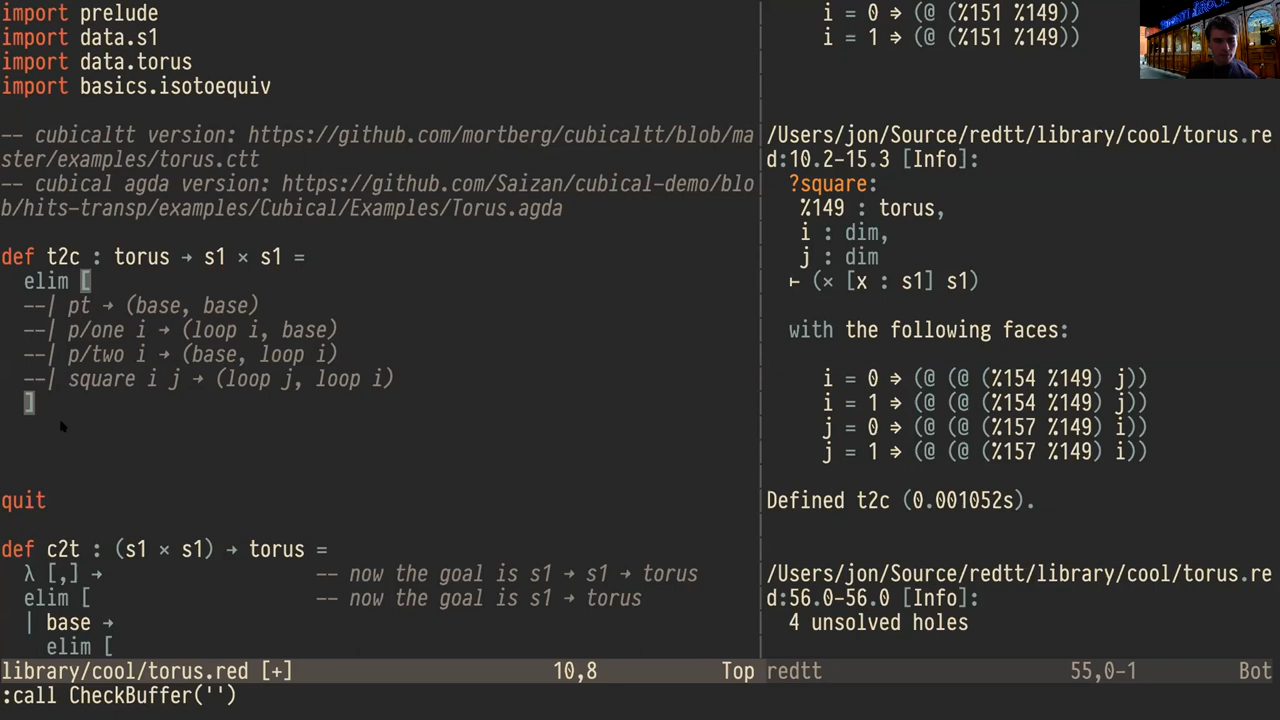 import prelude
import data.s1
import data.torus
import basics.isotoequiv
-- cubicaltt version: https://github.com/mortberg/cubicaltt/blob/ma
ster/examples/torus.ctt
-- cubical agda version: https://github.com/Saizan/cubical-demo/blo
b/hits-transp/examples/Cubical/Examples/Torus.agda
def t2c : torus → s1 × s1 =
elim [
--| pt → (base, base)
--| p/one i → (loop i, base)
--| p/two i → (base, loop i)
--| square i j → (loop j, loop i)
]
quit
def c2t : (s1 × s1) → torus =
λ [,] → -- now the goal is s1 → s1 → torus
elim [ -- now the goal is s1 → torus
| base →
elim [
library/cool/torus.red [+] 10,8 Top
:call CheckBuffer('')
i = 0 ⇒ (@ (%151 %149))
i = 1 ⇒ (@ (%151 %149))
/Users/jon/Source/redtt/library/cool/torus.re
d:10.2-15.3 [Info]:
?square:
%149 : torus,
i : dim,
j : dim
⊢ (× [x : s1] s1)
with the following faces:
i = 0 ⇒ (@ (@ (%154 %149) j))
i = 1 ⇒ (@ (@ (%154 %149) j))
j = 0 ⇒ (@ (@ (%157 %149) i))
j = 1 ⇒ (@ (@ (%157 %149) i))
Defined t2c (0.001052s).
/Users/jon/Source/redtt/library/cool/torus.re
d:56.0-56.0 [Info]:
4 unsolved holes
redtt 55,0-1 Bot